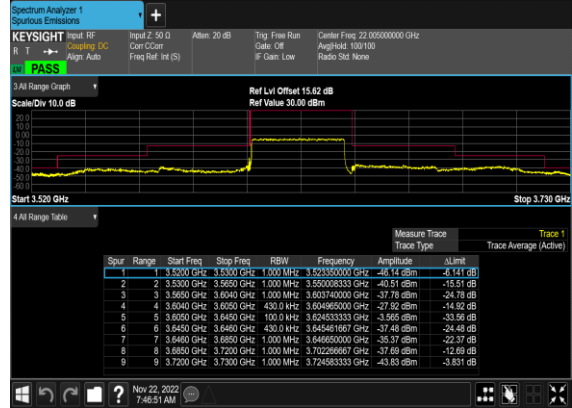 Spectrum Analyzer 1
Spurious Emissions
KEYSIGHT
R T
PASS
Input: RF
Coupling: DC
Align: Auto
Input Z: 50 Ω
Corr CCorr
Freq Ref: Int (S)
Atten: 20 dB
Trig: Free Run
Gate: Off
IF Gain: Low
Center Freq: 22.005000000 GHz
Avg|Hold: 100/100
Radio Std: None
3 All Range Graph
Scale/Div 10.0 dB
Ref Lvl Offset 15.62 dB
Ref Value 30.00 dBm
20.0
10.0
0.00
-10.0
-20.0
-30.0
-40.0
-50.0
-60.0
Start 3.520 GHz
Stop 3.730 GHz
4 All Range Table
Measure Trace Trace 1
Trace Type Trace Average (Active)
Spur Range Start Freq Stop Freq RBW Frequency Amplitude ΔLimit
1 1 3.5200 GHz 3.5300 GHz 1.000 MHz 3.523350000 GHz -46.14 dBm -6.141 dB
2 2 3.5300 GHz 3.5650 GHz 1.000 MHz 3.550008333 GHz -40.51 dBm -15.51 dB
3 3 3.5650 GHz 3.6040 GHz 1.000 MHz 3.603740000 GHz -37.78 dBm -24.78 dB
4 4 3.6040 GHz 3.6050 GHz 430.0 kHz 3.604965000 GHz -27.92 dBm -14.92 dB
5 5 3.6050 GHz 3.6450 GHz 100.0 kHz 3.624533333 GHz -3.565 dBm -33.56 dB
6 6 3.6450 GHz 3.6460 GHz 430.0 kHz 3.645461667 GHz -37.48 dBm -24.48 dB
7 7 3.6460 GHz 3.6850 GHz 1.000 MHz 3.646650000 GHz -35.37 dBm -22.37 dB
8 8 3.6850 GHz 3.7200 GHz 1.000 MHz 3.702266667 GHz -37.69 dBm -12.69 dB
9 9 3.7200 GHz 3.7300 GHz 1.000 MHz 3.724583333 GHz -43.83 dBm -3.831 dB
Nov 22, 2022
7:46:51 AM